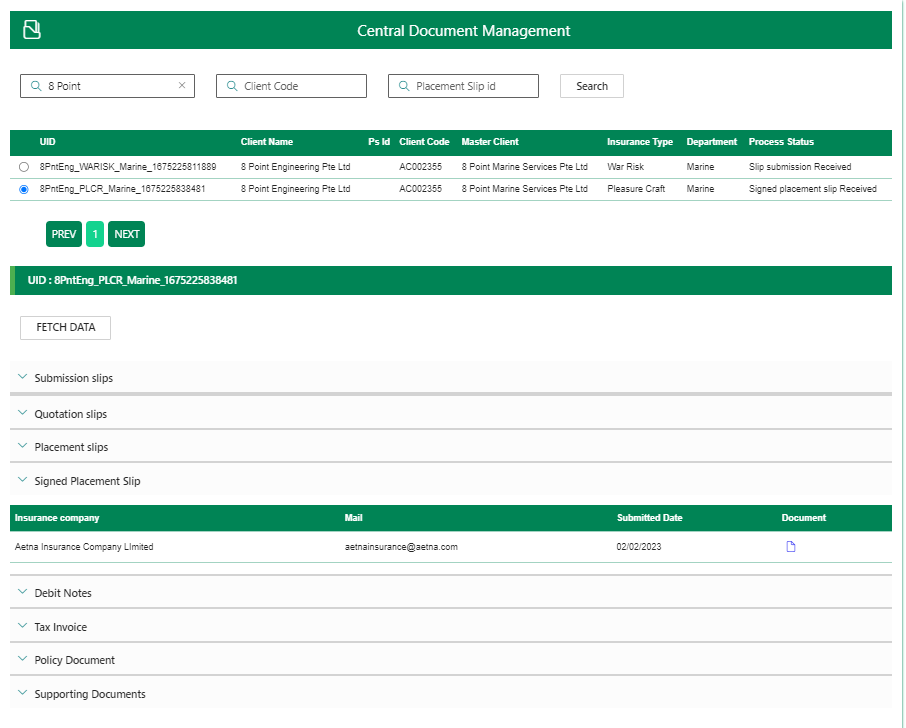 Central Document Management
8 Point
Client Code
Placement Slip id
Search
UID Client Name Ps Id Client Code Master Client Insurance Type Department Process Status
8PntEng_WARISK_Marine_1675225811889 8 Point Engineering Pte Ltd AC002355 8 Point Marine Services Pte Ltd War Risk Marine Slip submission Received
8PntEng_PLCR_Marine_1675225838481 8 Point Engineering Pte Ltd AC002355 8 Point Marine Services Pte Ltd Pleasure Craft Marine Signed placement slip Received
PREV 1 NEXT
UID : 8PntEng_PLCR_Marine_1675225838481
FETCH DATA
Submission slips
Quotation slips
Placement slips
Signed Placement Slip
Insurance company Mail Submitted Date Document
Aetna Insurance Company LImited aetnainsurance@aetna.com 02/02/2023
Debit Notes
Tax Invoice
Policy Document
Supporting Documents